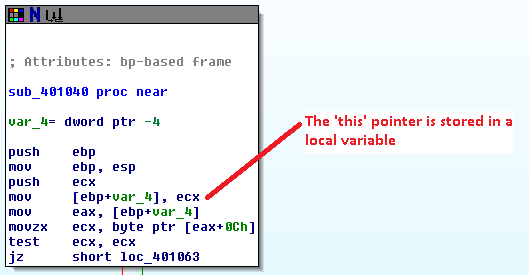 ; Attributes: bp-based frame
sub_401040 proc near
var_4= dword ptr -4
push    ebp
mov     ebp, esp
push    ecx
mov     [ebp+var_4], ecx
mov     eax, [ebp+var_4]
movzx   ecx, byte ptr [eax+0Ch]
test    ecx, ecx
jz      short loc_401063
The 'this' pointer is stored in a
local variable